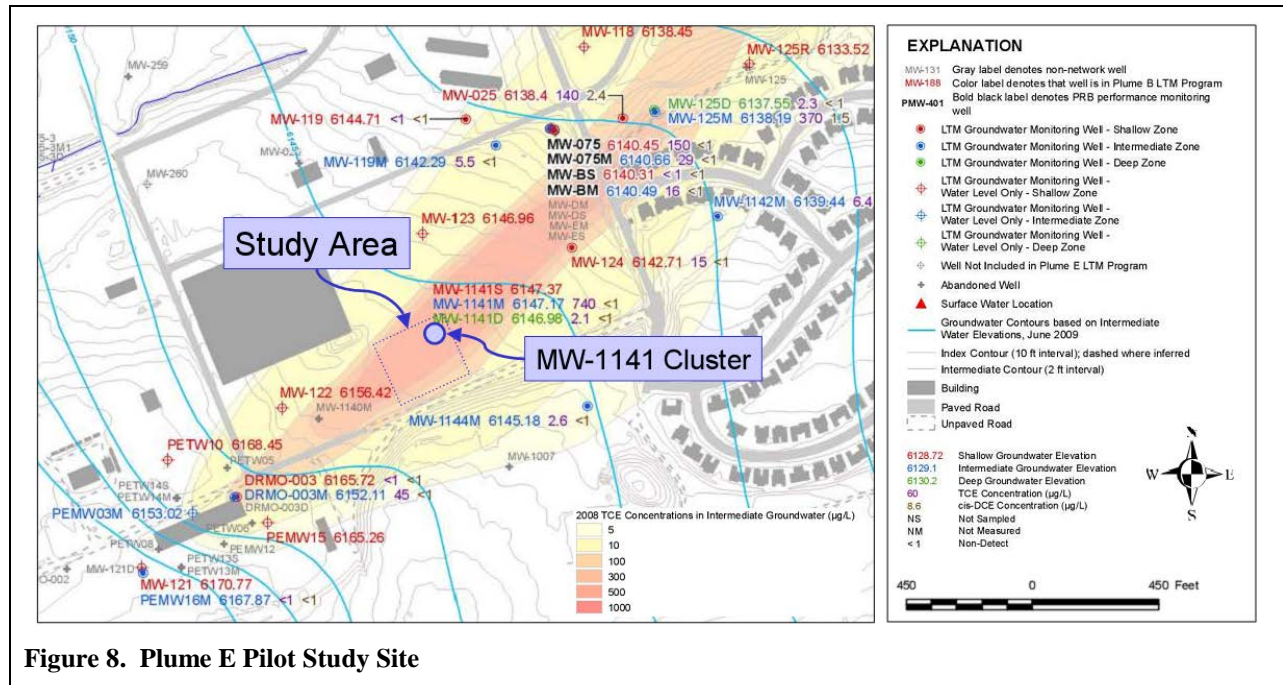 MW-259
MW-118 6138.45
MW-125R 6133.52
MW-125
MW-025 6138.4 140 2.4
MW-125D 6137.55 2.3 <1
MW-125M 6138.19 370 1.5
MW-119 6144.71 <1 <1
MW-119M 6142.29 5.5 <1
MW-075 6140.45 150 <1
MW-075M 6140.66 29 <1
MW-BS 6140.31 <1 <1
MW-BM 6140.49 16 <1
MW-DM
MW-DS
MW-EM
MW-ES
MW-260
MW-1142M 6139.44 6.4
MW-123 6146.96
MW-124 6142.71 15 <1
Study Area
MW-1141S 6147.37
MW-1141M 6147.17 740 <1
MW-1141D 6146.98 2.1 <1
MW-1141 Cluster
MW-122 6156.42
MW-1140M
MW-1144M 6145.18 2.6 <1
MW-1007
PETW10 6168.45
PETW05
PETW14S
PETW14M
DRMO-003 6165.72 <1 <1
DRMO-003M 6152.11 45 <1
DRMO-003D
PEMW03M 6153.02
PETW06
PEMW15 6165.26
PETW08
PEMW12
PETW13S
PETW13M
MW-121D
MW-121 6170.77
PEMW16M 6167.87 <1 <1
2008 TCE Concentrations in Intermediate Groundwater (µg/L)
5
10
100
300
500
1000
EXPLANATION
MW-131 Gray label denotes non-network well
MW-188 Color label denotes that well is in Plume B LTM Program
PMW-401 Bold black label denotes PRB performance monitoring
well
LTM Groundwater Monitoring Well - Shallow Zone
LTM Groundwater Monitoring Well - Intermediate Zone
LTM Groundwater Monitoring Well - Deep Zone
LTM Groundwater Monitoring Well -
Water Level Only - Shallow Zone
LTM Groundwater Monitoring Well -
Water Level Only - Intermediate Zone
LTM Groundwater Monitoring Well -
Water Level Only - Deep Zone
Well Not Included in Plume E LTM Program
Abandoned Well
Surface Water Location
Groundwater Contours based on Intermediate
Water Elevations, June 2009
Index Contour (10 ft interval); dashed where inferred
Intermediate Contour (2 ft interval)
Building
Paved Road
Unpaved Road
6128.72 Shallow Groundwater Elevation
6129.1 Intermediate Groundwater Elevation
6130.2 Deep Groundwater Elevation
60 TCE Concentration (µg/L)
8.6 cis-DCE Concentration (µg/L)
NS Not Sampled
NM Not Measured
<1 Non-Detect
N
W E
S
450 0 450 Feet
Figure 8. Plume E Pilot Study Site